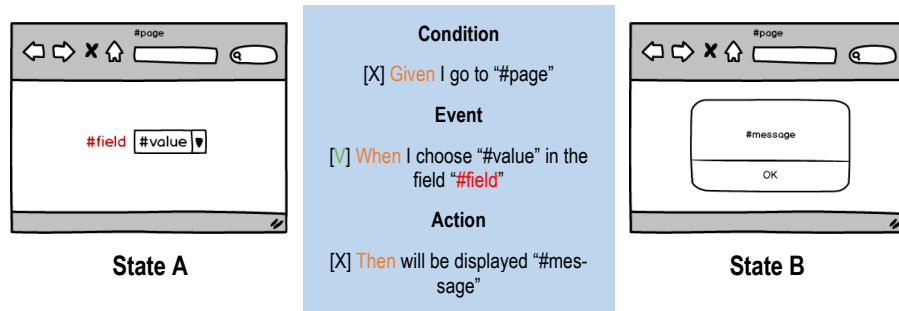 #page
#field #value
State A
Condition
[X] Given I go to “#page”
Event
[V] When I choose “#value” in the
field “#field”
Action
[X] Then will be displayed “#mes-
sage”
#page
#message
OK
State B